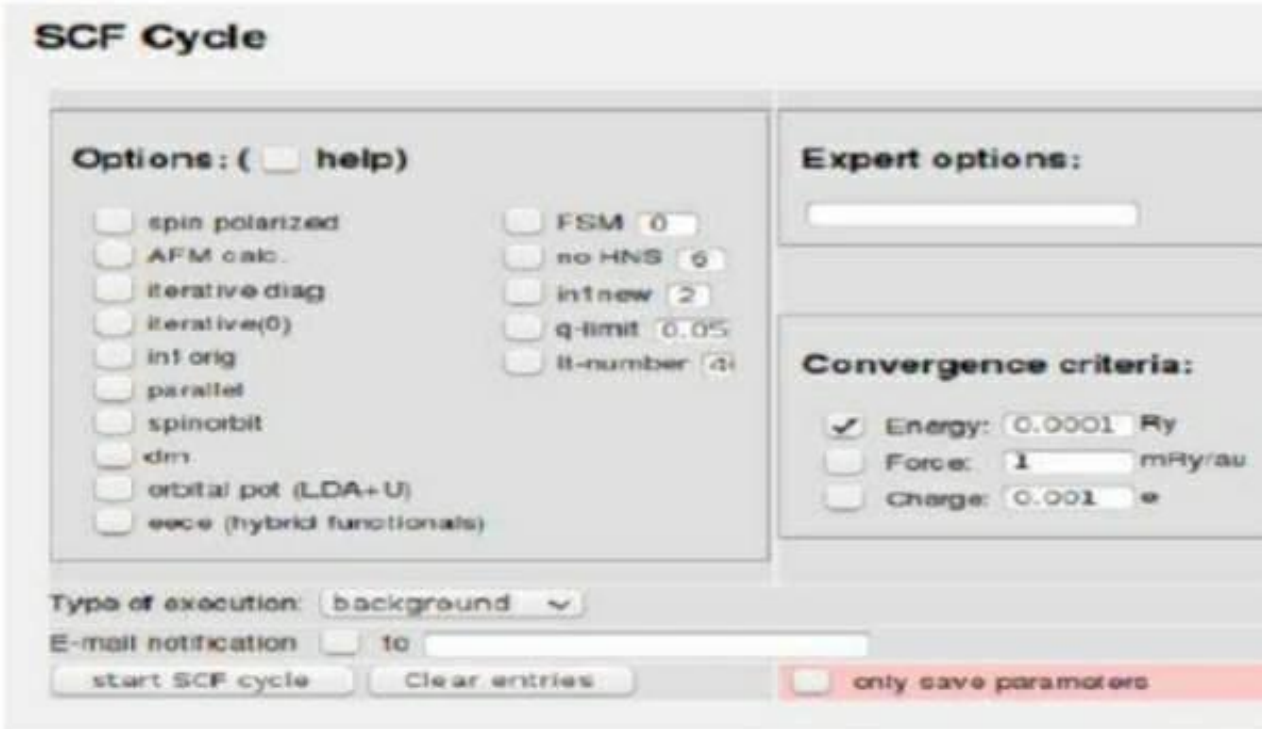 SCF Cycle
Options: ( help)
spin polarized
AFM calc.
iterative diag
iterative(0)
in1orig
parallel
spinorbit
dm
orbital pot (LDA+U)
eece (hybrid functionals)
FSM 0
no HNS 6
in1new 2
q-limit 0.05
it-number
Expert options:
Convergence criteria:
Energy: 0.0001 Ry
Force: 1 mRy/au
Charge: 0.001 e
Type of execution: background
E-mail notification to
start SCF cycle Clear entries only save parameters